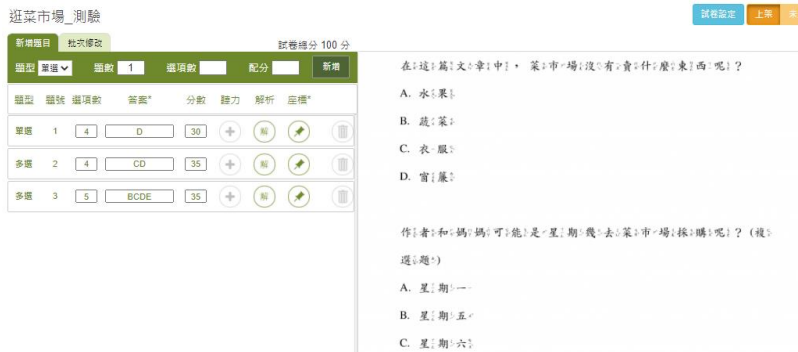 逛菜市場_測驗
試卷設定 上架
新增題目 批次修改 試卷總分 100 分
題型 單選 題數 1 選項數 配分 新增
題型 題號 選項數 答案* 分數 聽力 解析 座標*
單選 1 4 D 30 解
多選 2 4 CD 35 解
多選 3 5 BCDE 35 解
在這篇文章中，菜市場沒有賣什麼東西呢？
A. 水果
B. 蔬菜
C. 衣服
D. 窗簾
作者和媽媽可能是星期幾去菜市場採購呢？(複
選題)
A. 星期一
B. 星期五
C. 星期六